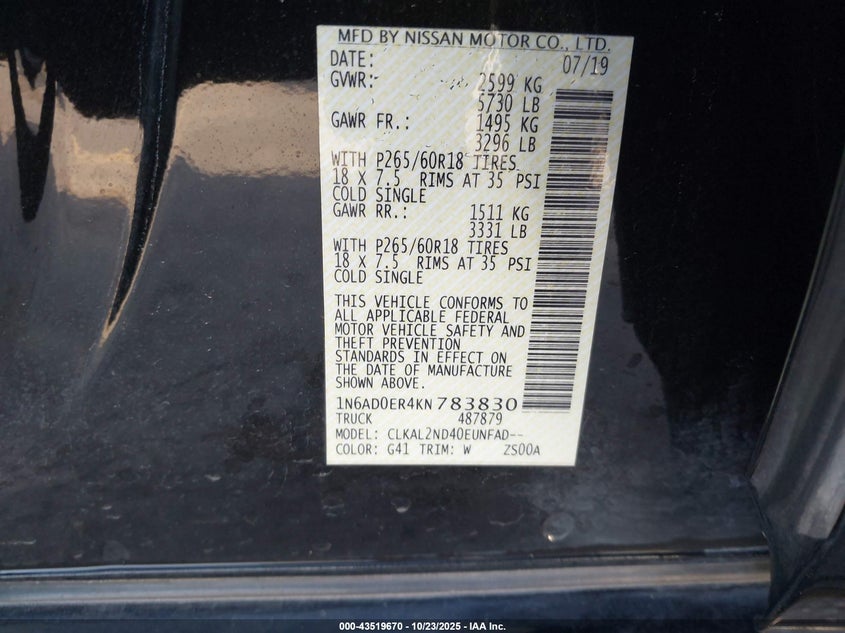 MFD BY NISSAN MOTOR CO., LTD.
DATE: 07/19
GVWR: 2599 KG
5730 LB
GAWR FR.: 1495 KG
3296 LB
WITH P265/60R18 TIRES
18 X 7.5 RIMS AT 35 PSI
COLD SINGLE
GAWR RR.: 1511 KG
3331 LB
WITH P265/60R18 TIRES
18 X 7.5 RIMS AT 35 PSI
COLD SINGLE
THIS VEHICLE CONFORMS TO
ALL APPLICABLE FEDERAL
MOTOR VEHICLE SAFETY AND
THEFT PREVENTION
STANDARDS IN EFFECT ON
THE DATE OF MANUFACTURE
SHOWN ABOVE.
1N6AD0ER4KN783830
TRUCK 487879
MODEL: CLKAL2ND40EUNFAD--
COLOR: G41 TRIM: W ZS00A
000-43519670 - 10/23/2025 - IAA Inc.